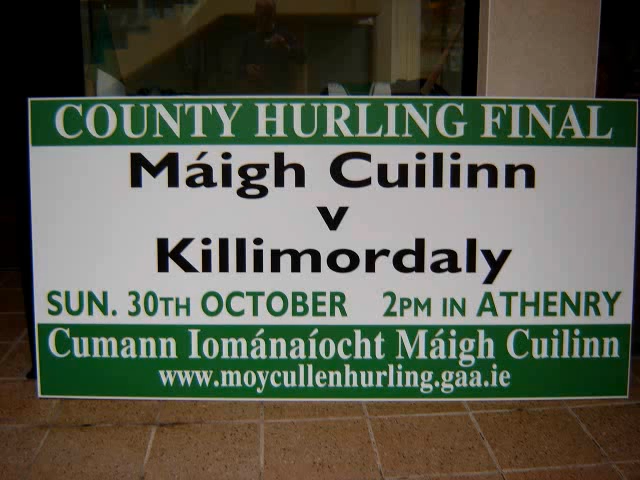 COUNTY HURLING FINAL
Máigh Cuilinn
v
Killimordaly
SUN. 30TH OCTOBER 2PM IN ATHENRY
Cumann Iománaíocht Máigh Cuilinn
www.moycullenhurling.gaa.ie